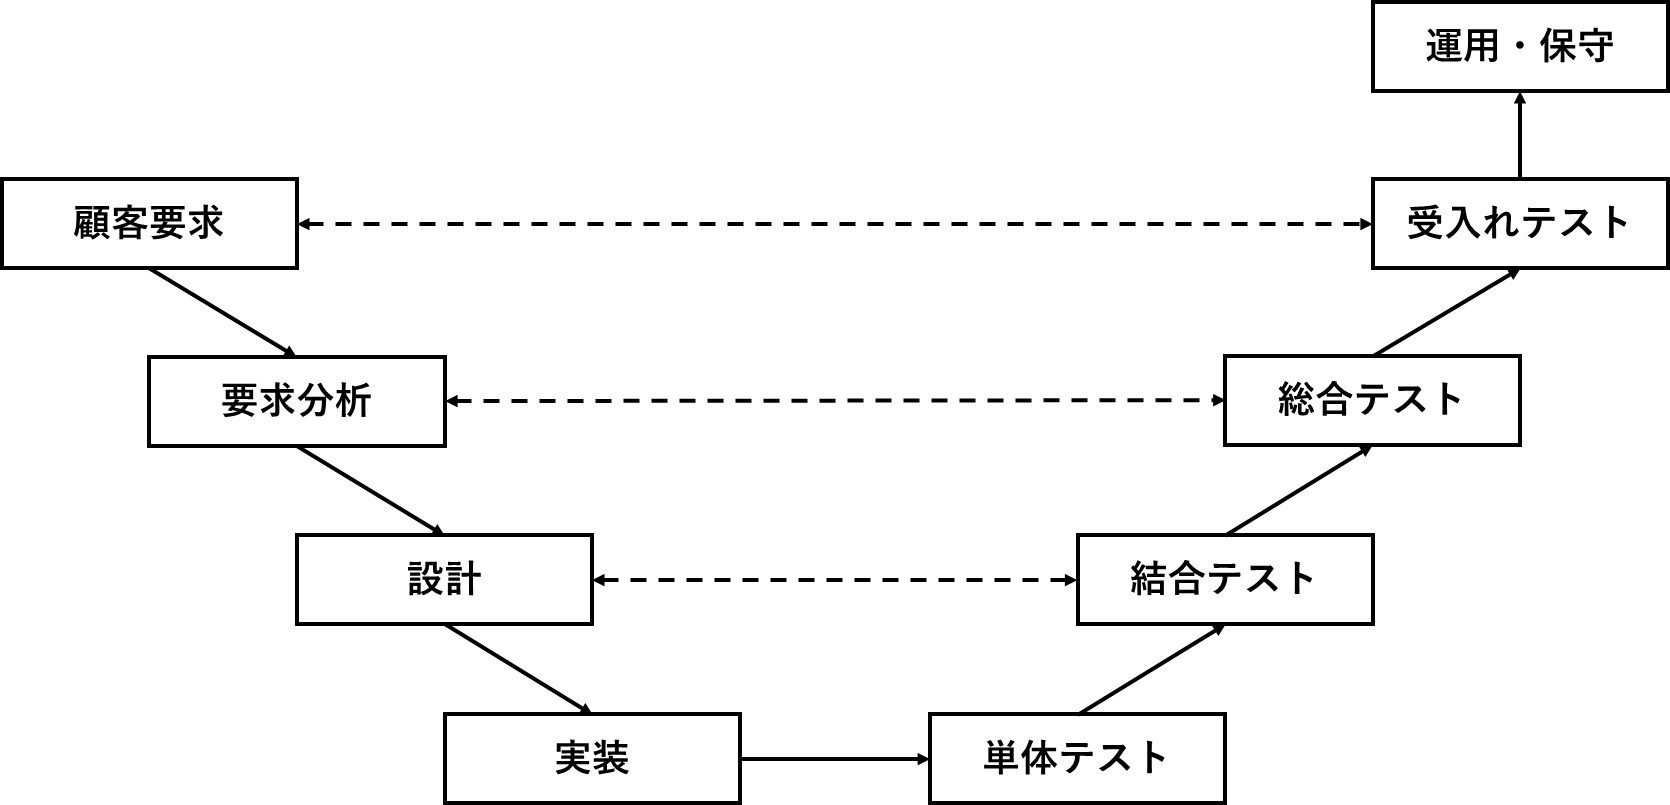 運用・保守
顧客要求
受入れテスト
要求分析
総合テスト
設計
結合テスト
実装
単体テスト